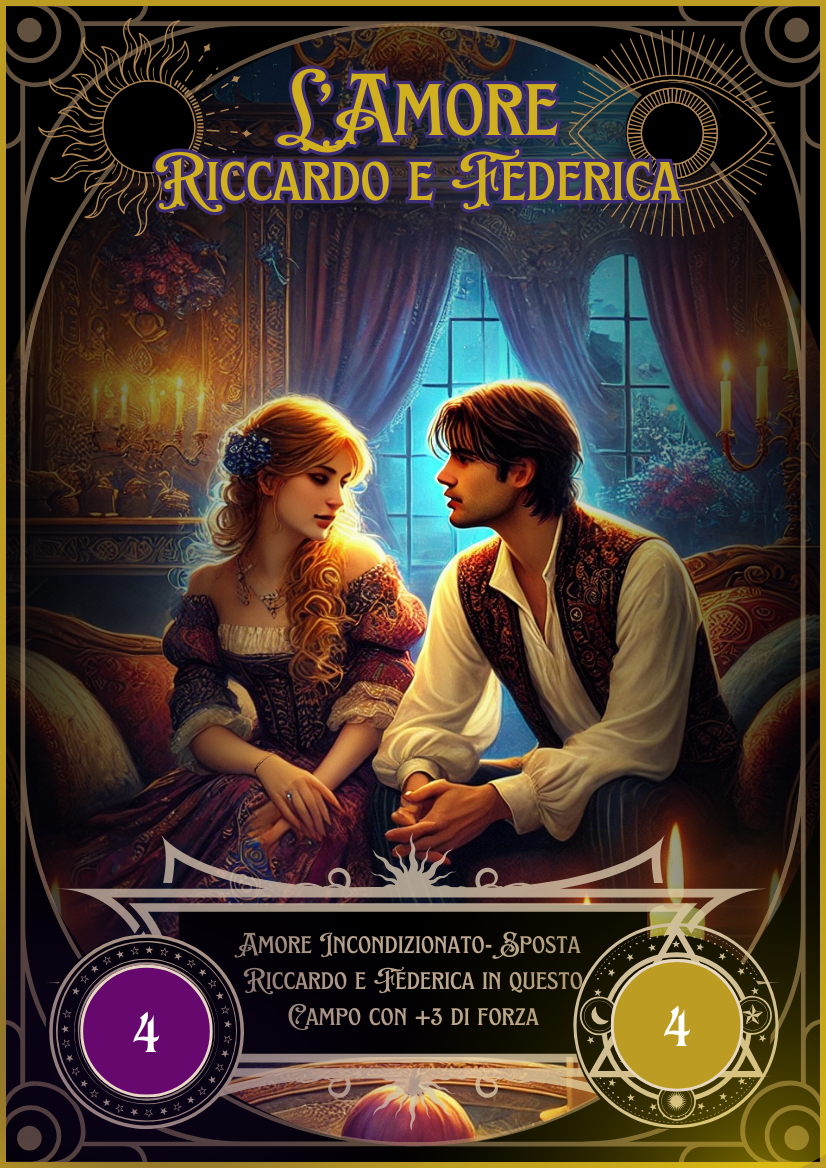 L'Amore
Riccardo e Federica
Amore Incondizionato- Sposta
Riccardo e Federica in questo
Campo con +3 di forza
4
4